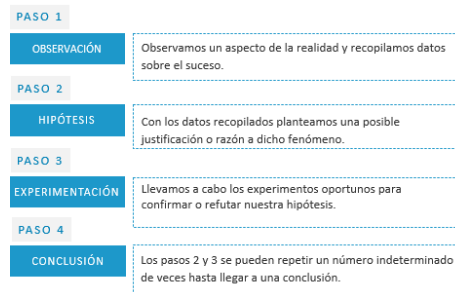 PASO 1
OBSERVACIÓN
Observamos un aspecto de la realidad y recopilamos datos
sobre el suceso.
PASO 2
HIPÓTESIS
Con los datos recopilados planteamos una posible
justificación o razón a dicho fenómeno.
PASO 3
EXPERIMENTACIÓN
Llevamos a cabo los experimentos oportunos para
confirmar o refutar nuestra hipótesis.
PASO 4
CONCLUSIÓN
Los pasos 2 y 3 se pueden repetir un número indeterminado
de veces hasta llegar a una conclusión.